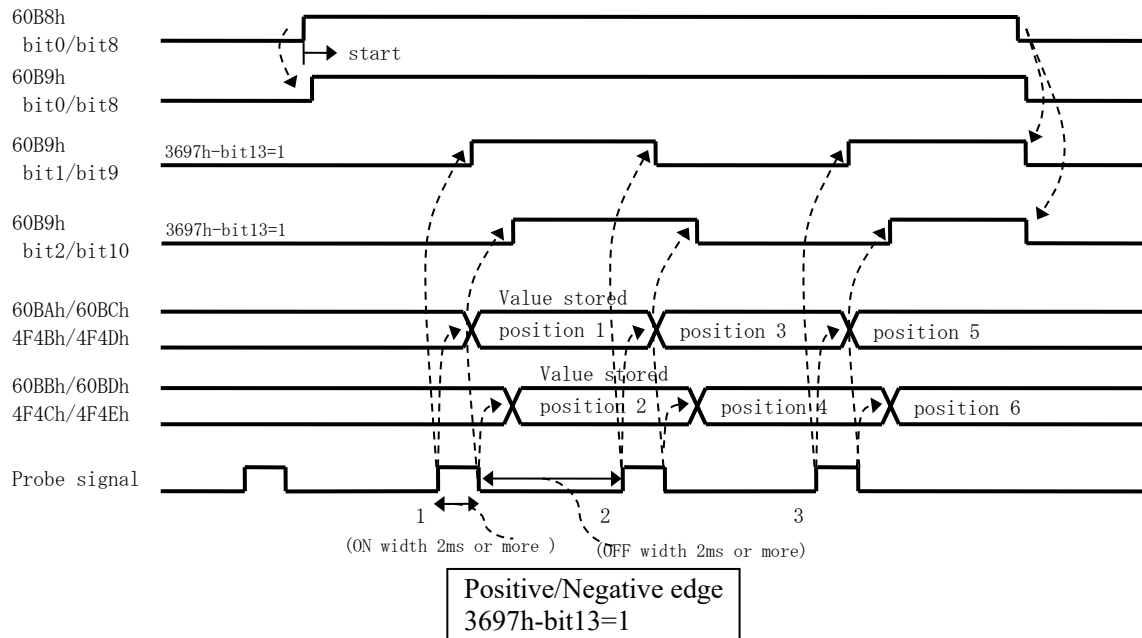 60B8h
bit0/bit8
start
60B9h
bit0/bit8
60B9h
bit1/bit9
3697h-bit13=1
60B9h
bit2/bit10
3697h-bit13=1
60BAh/60BCh
4F4Bh/4F4Dh
Value stored
position 1
position 3
position 5
60BBh/60BDh
4F4Ch/4F4Eh
Value stored
position 2
position 4
position 6
Probe signal
1
2
3
(ON width 2ms or more )
(OFF width 2ms or more)
Positive/Negative edge
3697h-bit13=1